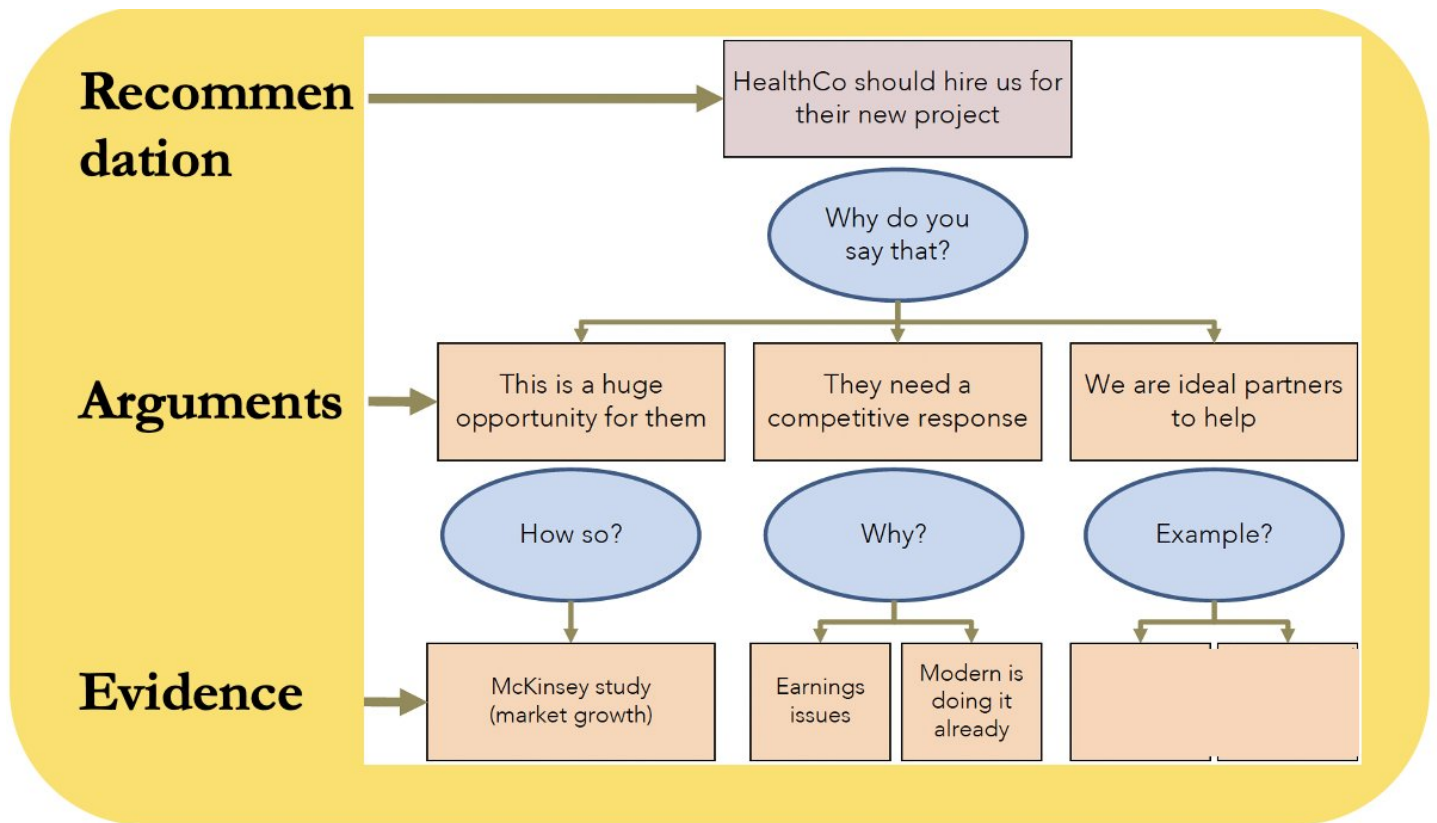 Recommen
dation
HealthCo should hire us for
their new project
Why do you
say that?
Arguments
This is a huge
opportunity for them
They need a
competitive response
We are ideal partners
to help
How so?
Why?
Example?
Evidence
McKinsey study
(market growth)
Earnings
issues
Modern is
doing it
already